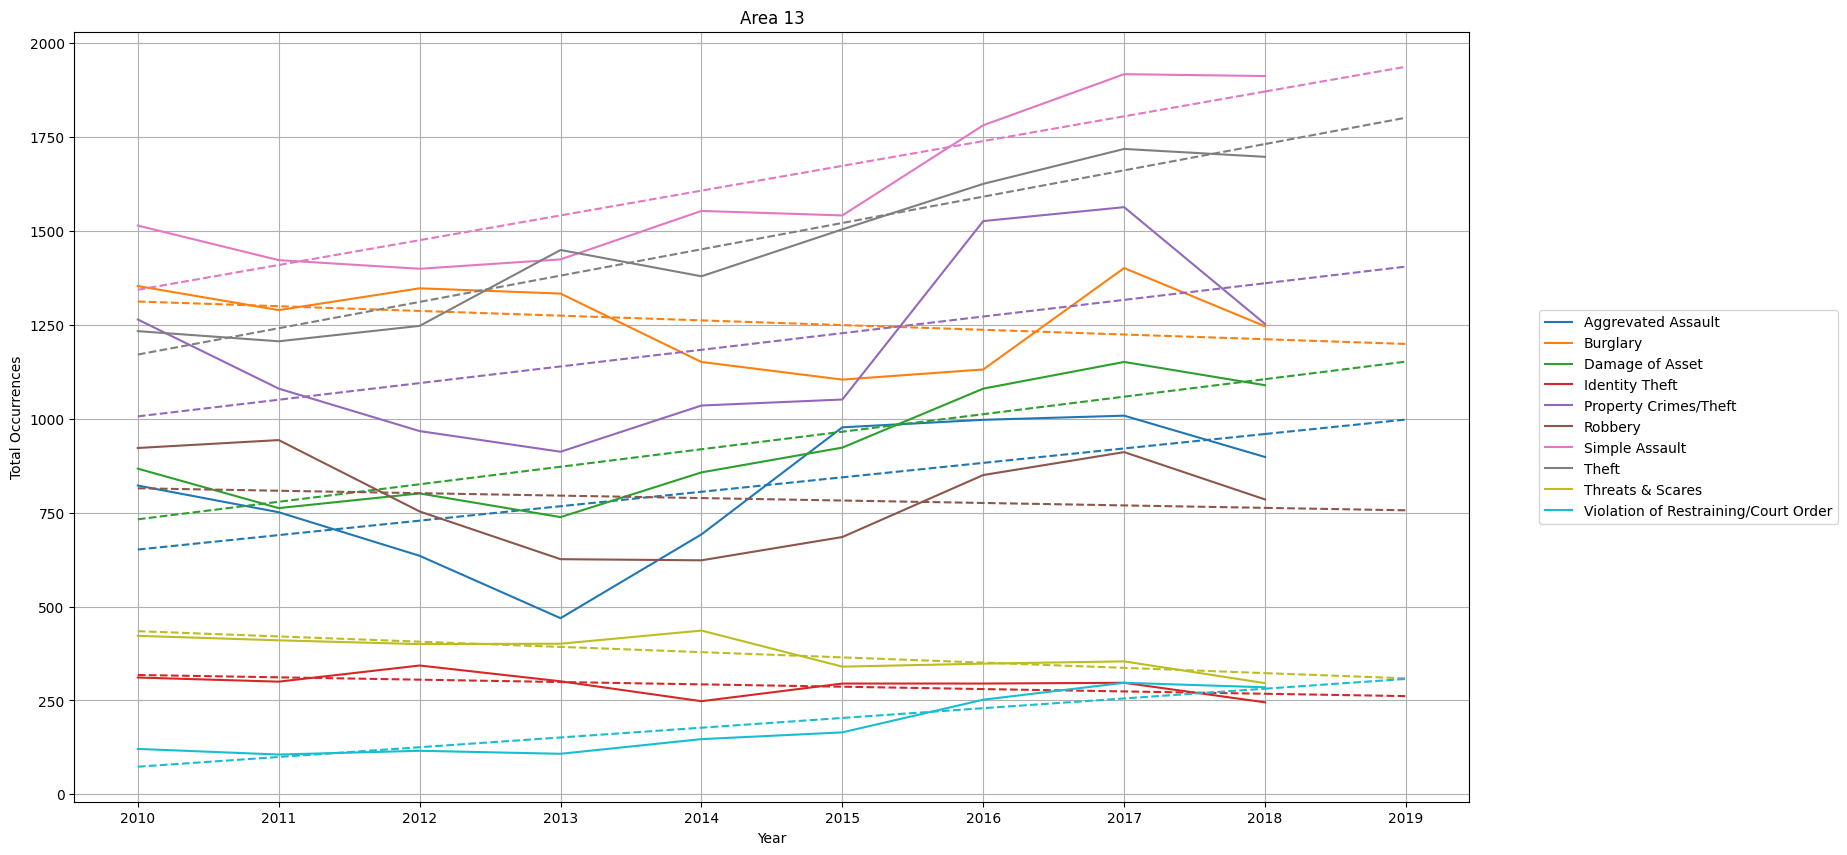 Area 13
2000
1750
1500
1250
1000
750
500
250
0
Total Occurrences
2010 2011 2012 2013 2014 2015 2016 2017 2018 2019
Year
Aggrevated Assault
Burglary
Damage of Asset
Identity Theft
Property Crimes/Theft
Robbery
Simple Assault
Theft
Threats & Scares
Violation of Restraining/Court Order